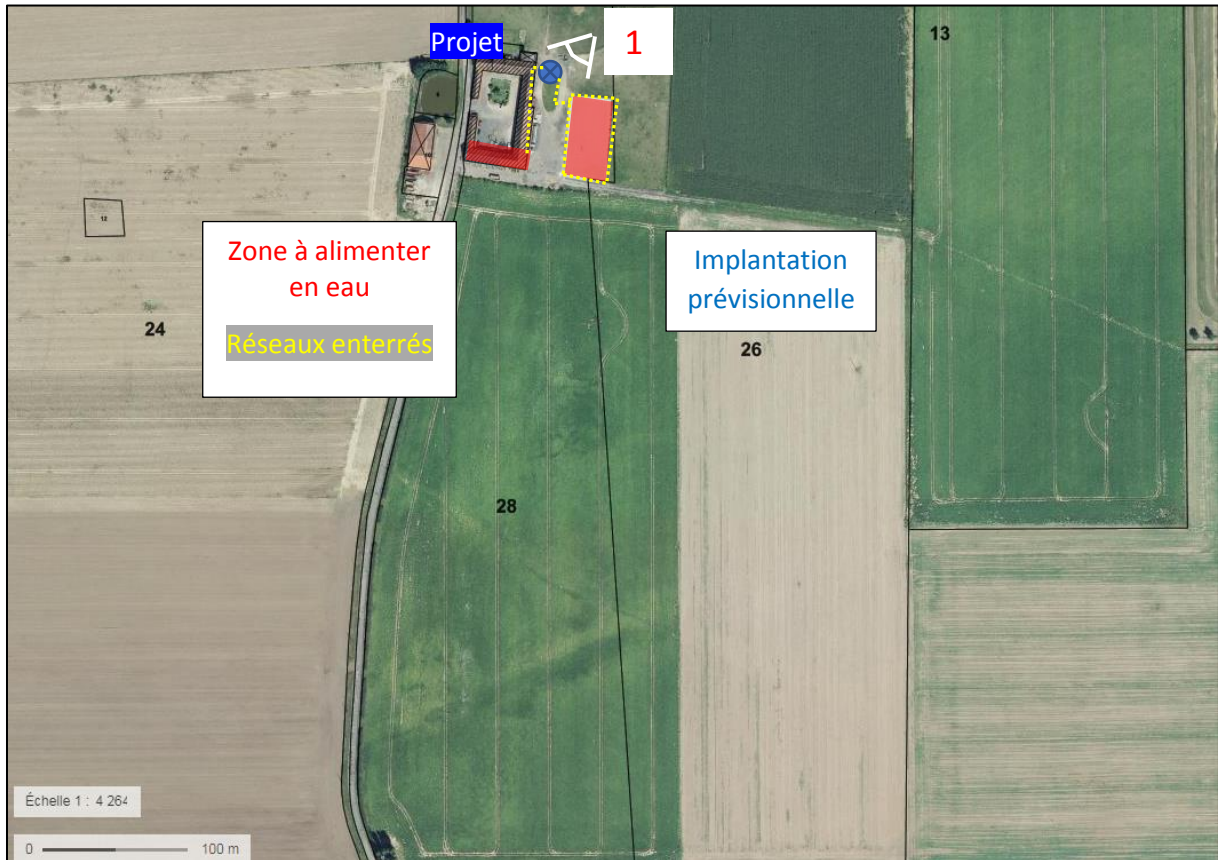 Projet
1
13
12
Zone à alimenter
en eau
Réseaux enterrés
Implantation
prévisionnelle
24
26
28
Échelle 1 : 4 264
0
100 m